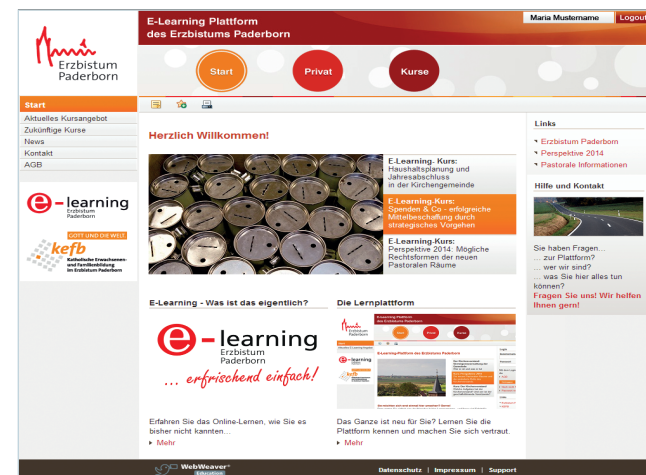 E-Learning Plattform
des Erzbistums Paderborn
Maria Mustername
Logout
Erzbistum
Paderborn
Start
Privat
Kurse
Start
Aktuelles Kursangebot
Zukünftige Kurse
News
Kontakt
AGB
e-learning
Erzbistum
Paderborn
GOTT UND DIE WELT.
kefb
Katholische Erwachsenen-
und Familienbildung
im Erzbistum Paderborn
Herzlich Willkommen!
E-Learning- Kurs:
Haushaltsplanung und
Jahresabschluss
in der Kirchengemeinde
E-Learning-Kurs:
Spenden & Co - erfolgreiche
Mittelbeschaffung durch
strategisches Vorgehen
E-Learning-Kurs:
Perspektive 2014: Mögliche
Rechtsformen der neuen
Pastoralen Räume
E-Learning - Was ist das eigentlich?
e-learning
Erzbistum
Paderborn
... erfrischend einfach!
Erfahren Sie das Online-Lernen, wie Sie es
bisher nicht kannten...
Mehr
Die Lernplattform
Das Ganze ist neu für Sie? Lernen Sie die
Plattform kennen und machen Sie sich vertraut.
Mehr
Links
Erzbistum Paderborn
Perspektive 2014
Pastorale Informationen
Hilfe und Kontakt
Sie haben Fragen...
... zur Plattform?
... wer wir sind?
... was Sie hier alles tun
können?
Fragen Sie uns! Wir helfen
Ihnen gern!
WebWeaver®
Education
Datenschutz | Impressum | Support